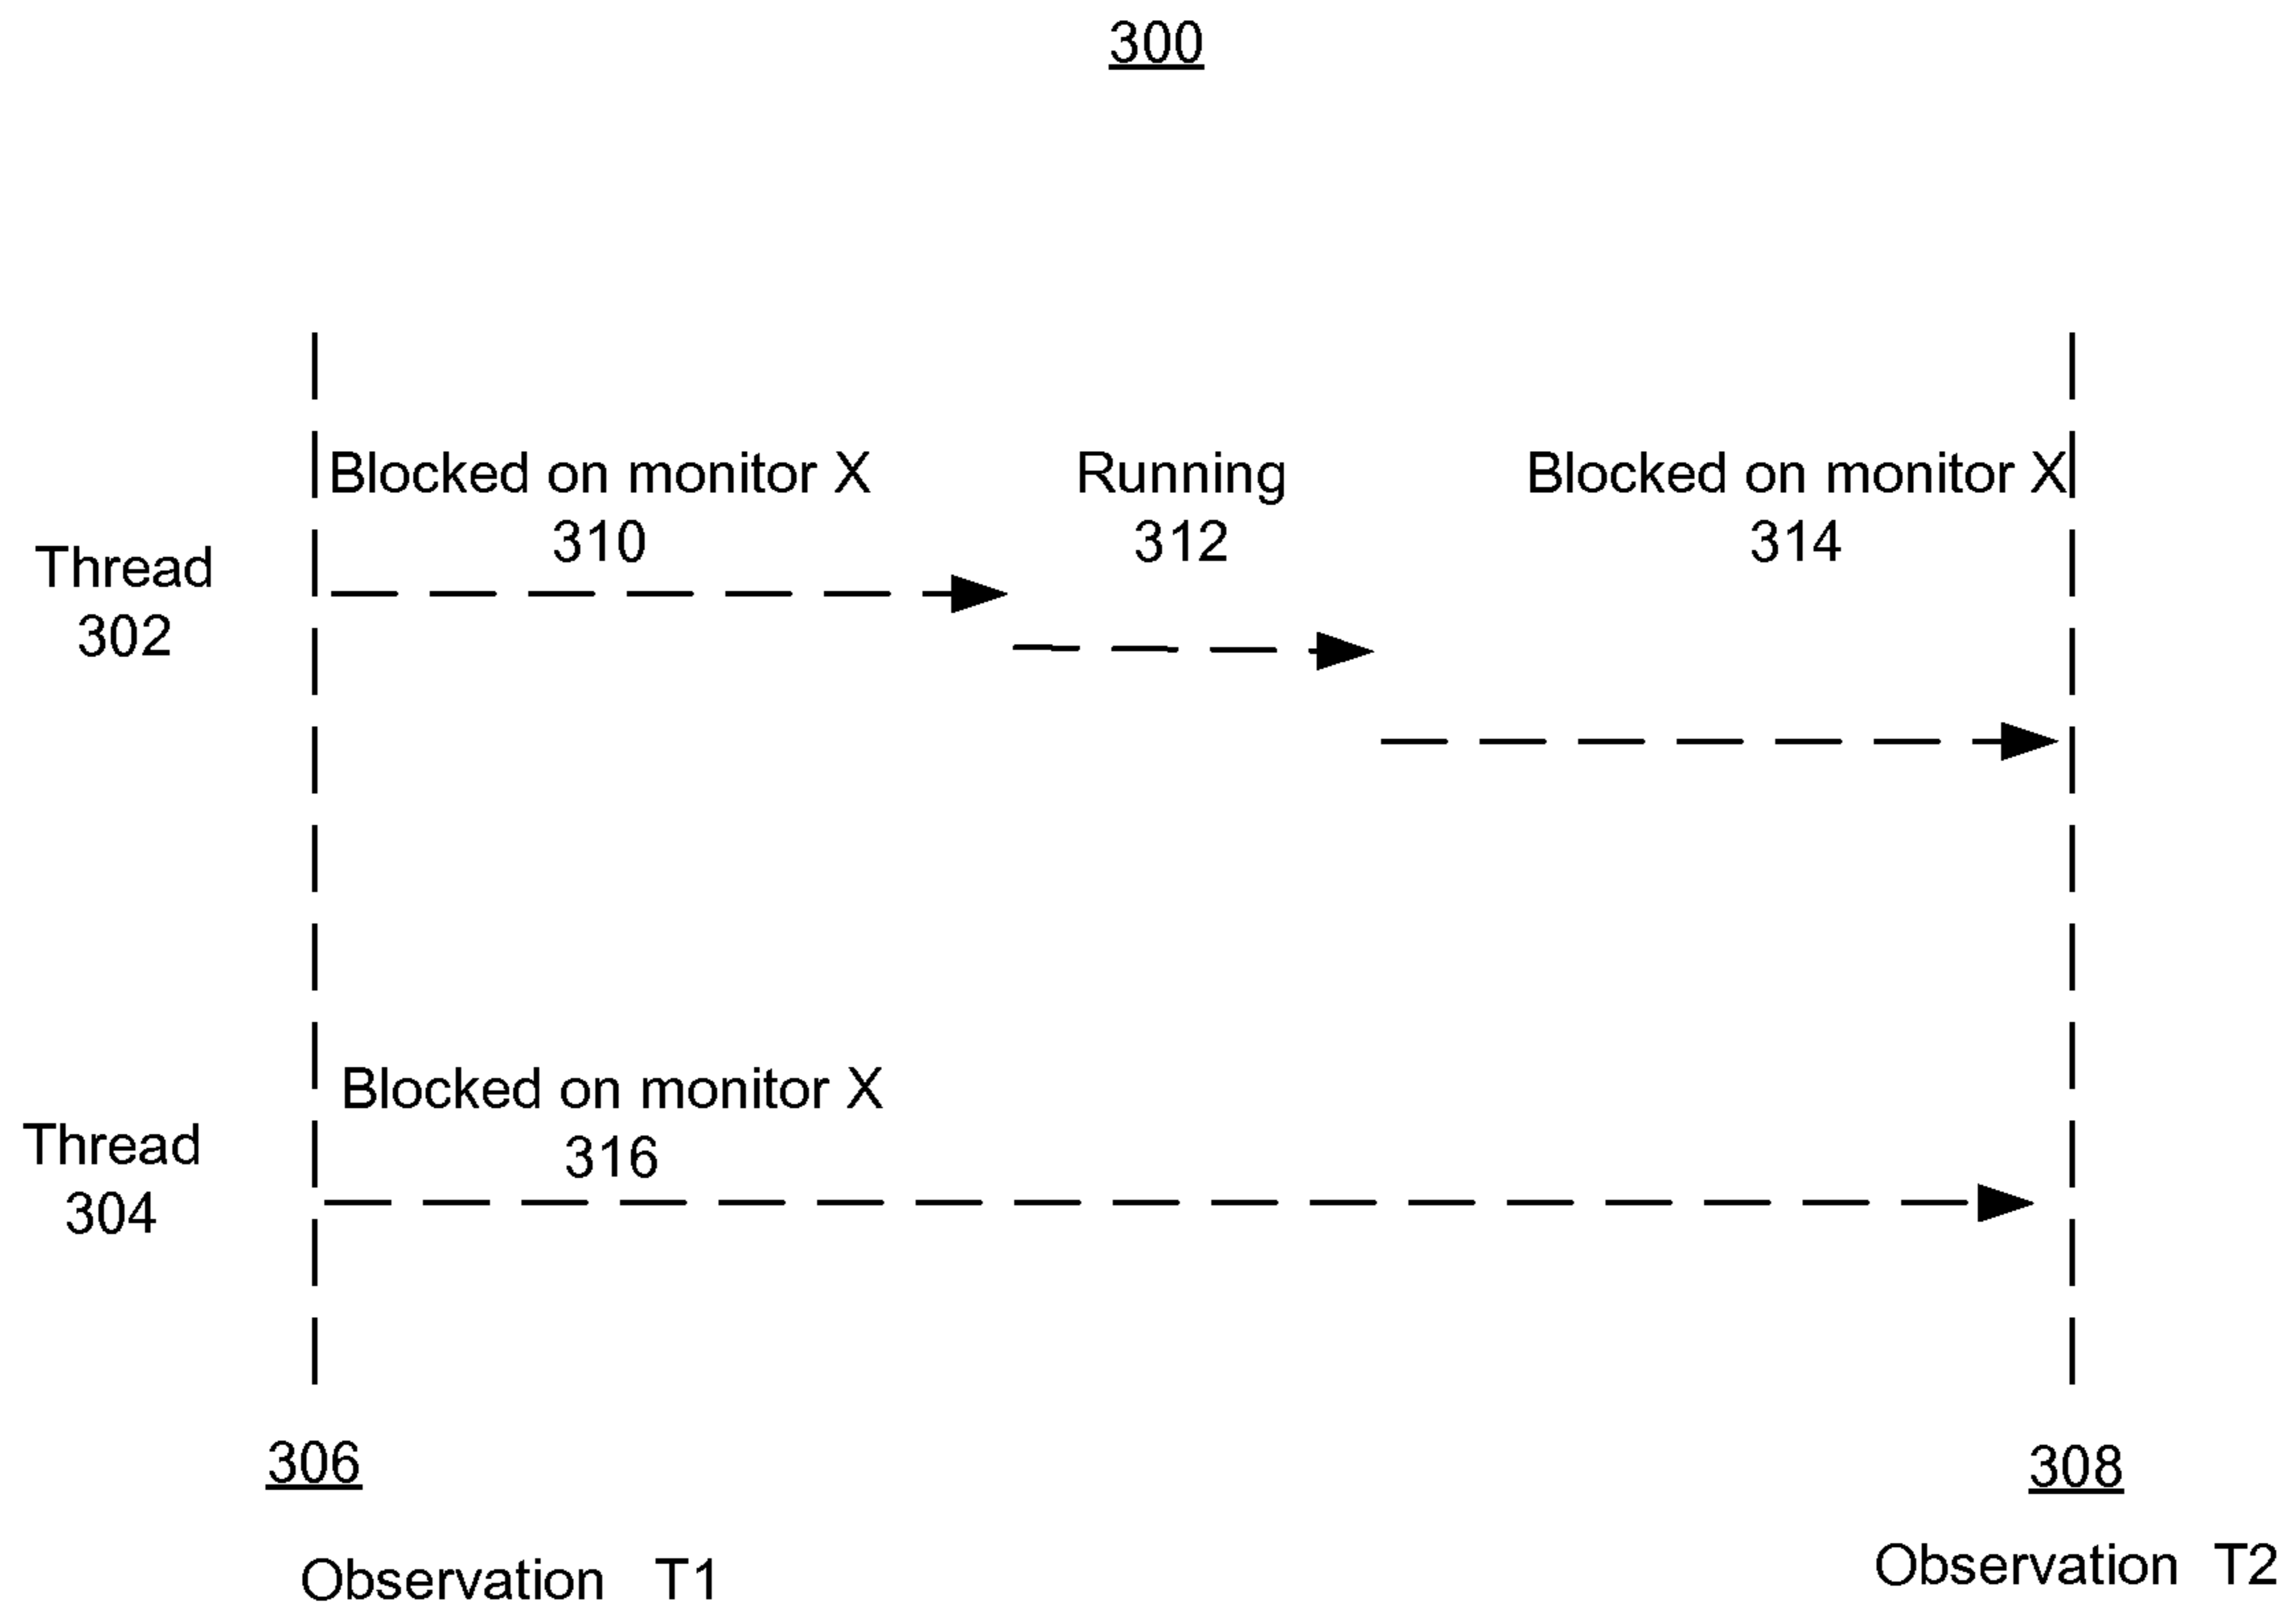 300
Blocked on monitor X
310
Running
312
Blocked on monitor X
314
Thread
302
Blocked on monitor X
316
Thread
304
306
Observation T1
308
Observation T2